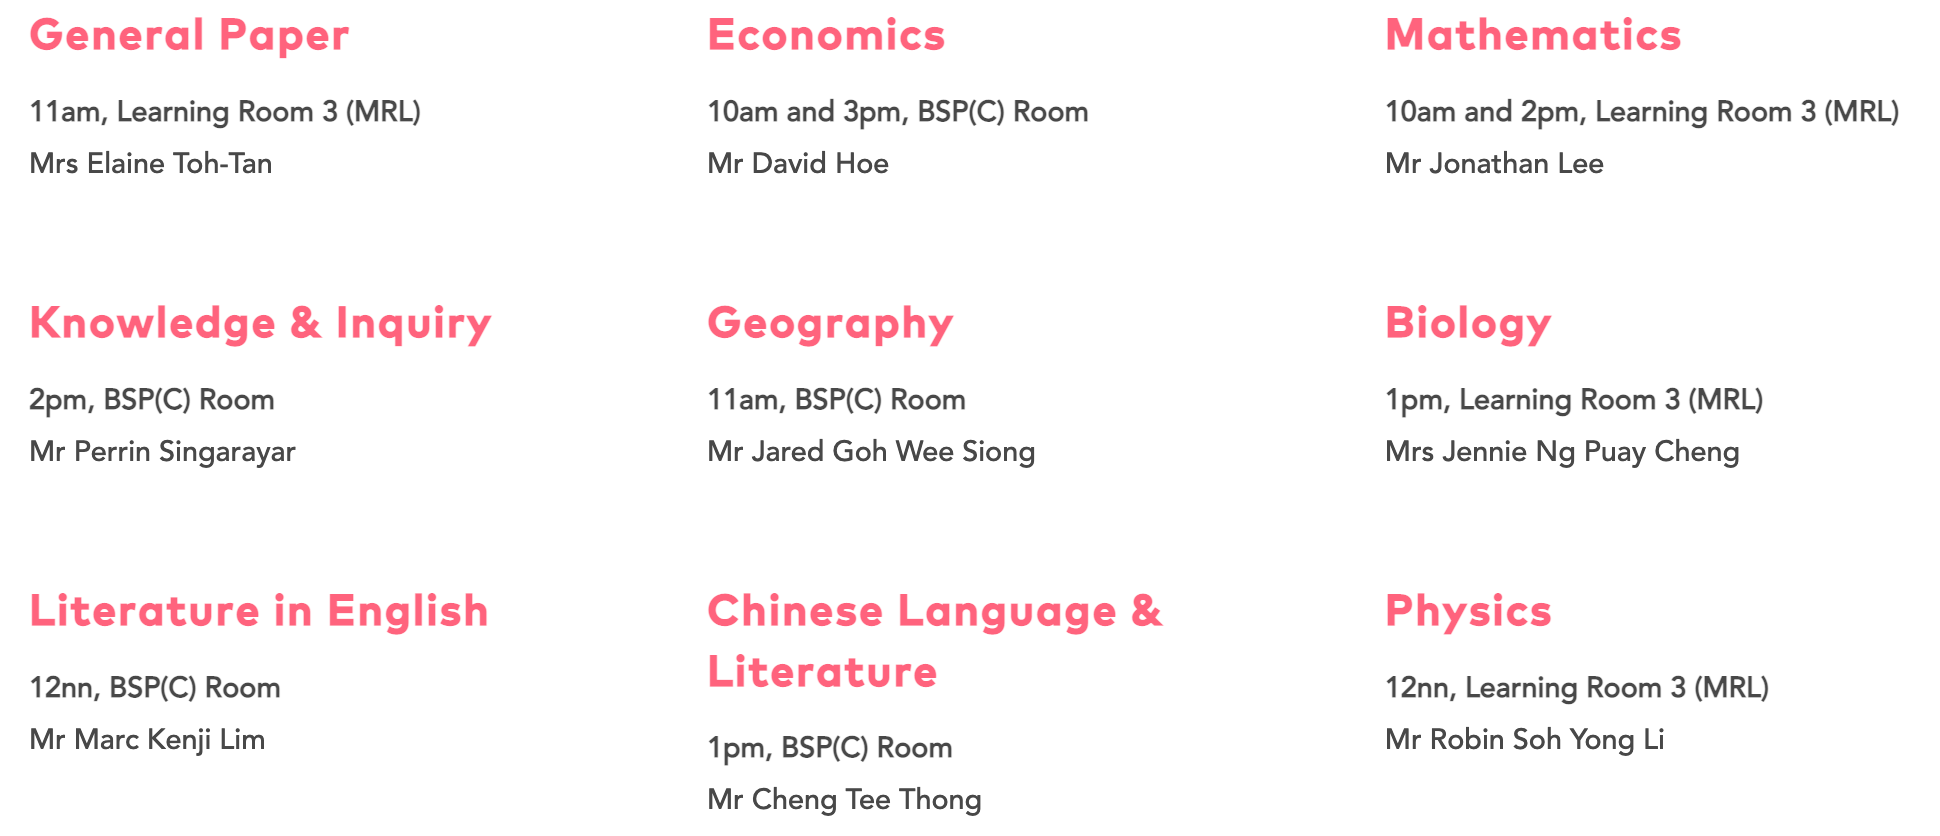 General Paper
11am, Learning Room 3 (MRL)
Mrs Elaine Toh-Tan
Economics
10am and 3pm, BSP(C) Room
Mr David Hoe
Mathematics
10am and 2pm, Learning Room 3 (MRL)
Mr Jonathan Lee
Knowledge & Inquiry
2pm, BSP(C) Room
Mr Perrin Singarayar
Geography
11am, BSP(C) Room
Mr Jared Goh Wee Siong
Biology
1pm, Learning Room 3 (MRL)
Mrs Jennie Ng Puay Cheng
Literature in English
12nn, BSP(C) Room
Mr Marc Kenji Lim
Chinese Language &
Literature
1pm, BSP(C) Room
Mr Cheng Tee Thong
Physics
12nn, Learning Room 3 (MRL)
Mr Robin Soh Yong Li